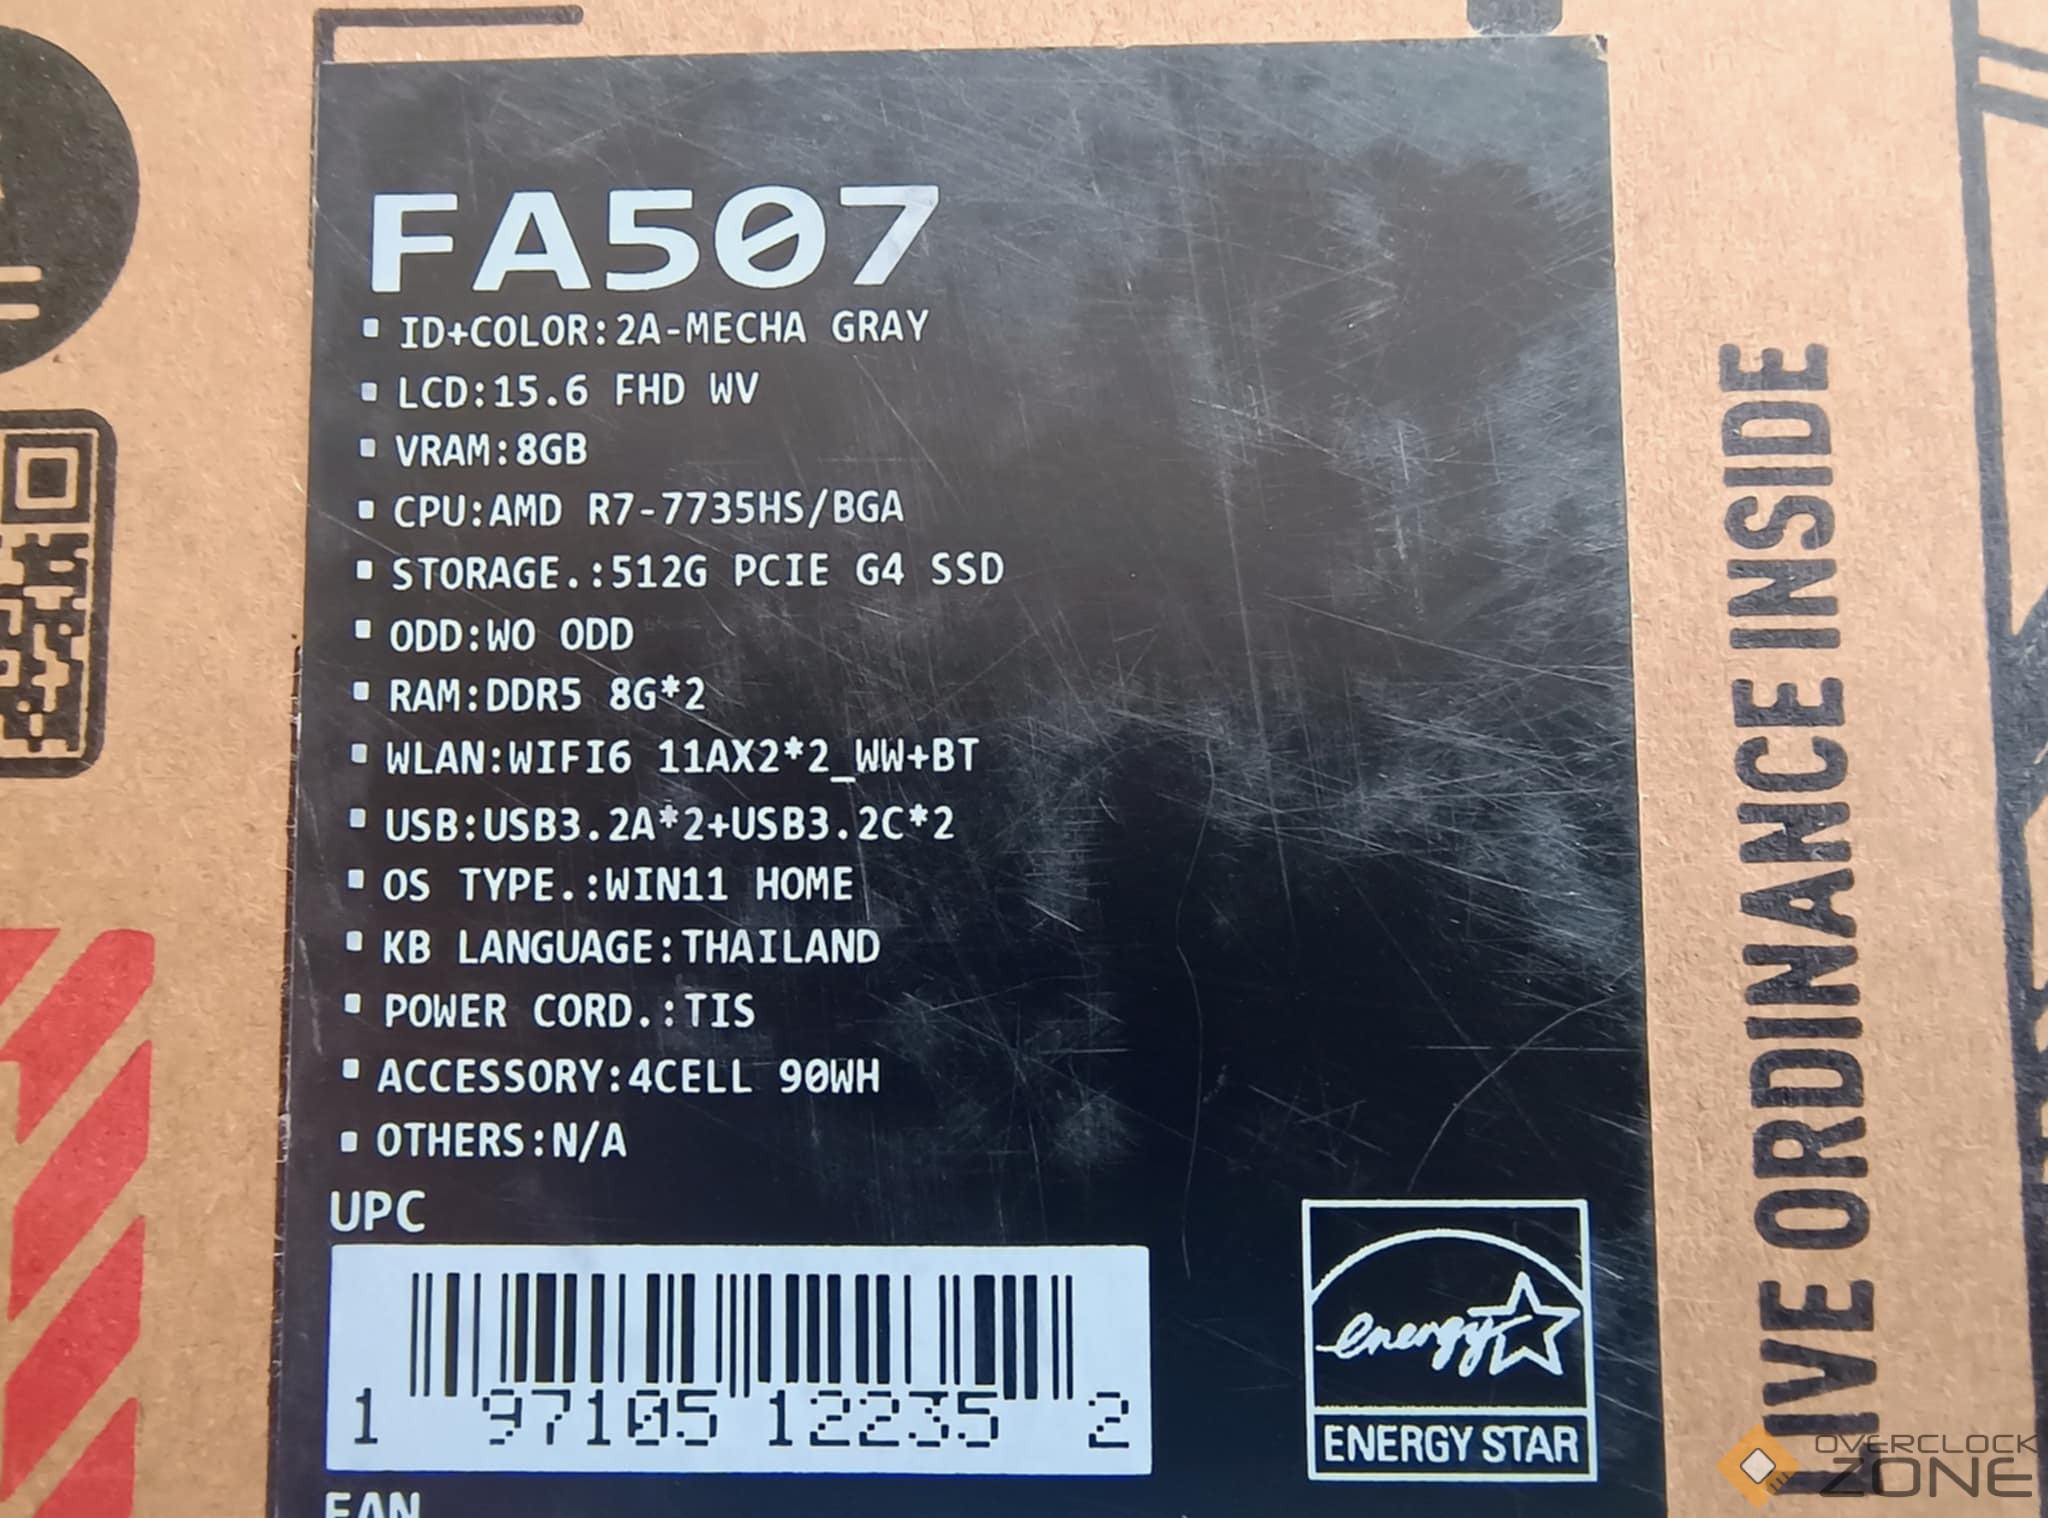 FA507
▪ ID+COLOR:2A-MECHA GRAY
▪ LCD:15.6 FHD WV
▪ VRAM:8GB
▪ CPU:AMD R7-7735HS/BGA
▪ STORAGE.:512G PCIE G4 SSD
▪ ODD:WO ODD
▪ RAM:DDR5 8G*2
▪ WLAN:WIFI6 11AX2*2_WW+BT
▪ USB:USB3.2A*2+USB3.2C*2
▪ OS TYPE.:WIN11 HOME
▪ KB LANGUAGE:THAILAND
▪ POWER CORD.:TIS
▪ ACCESSORY:4CELL 90WH
▪ OTHERS:N/A
UPC
1 97105 12235 2
EAN
energy
ENERGY STAR
LIVE ORDINANCE INSIDE
OVERCLOCK
ZONE